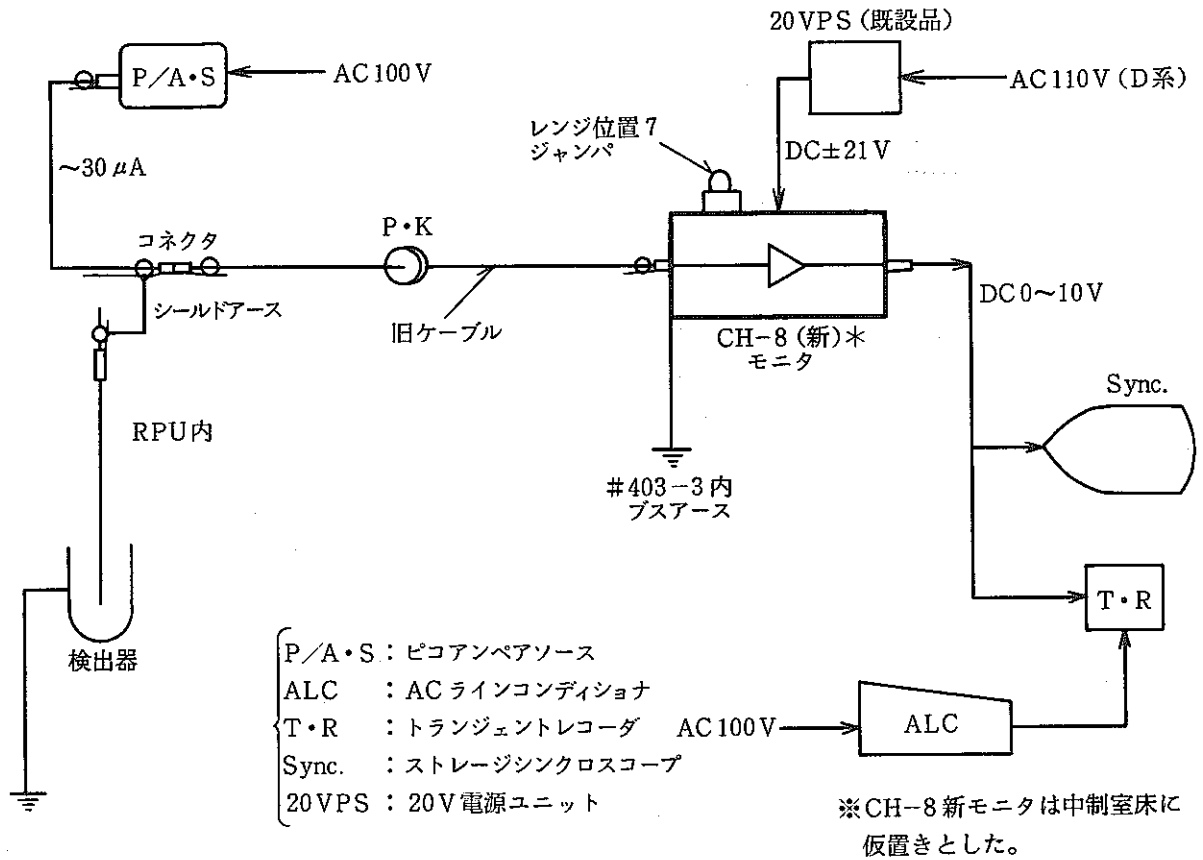 20VPS (既設品)
P/A・S
AC100V
AC110V (D系)
レンジ位置7
ジャンパ
DC±21V
~30μA
コネクタ
P・K
シールドアース
旧ケーブル
CH-8 (新)*
モニタ
DC0~10V
Sync.
RPU内
#403-3内
ブスアース
T・R
検出器
P/A・S : ピコアンペアソース
ALC : ACラインコンディショナ
T・R : トランジェントレコーダ
Sync. : ストレージシンクロスコープ
20VPS : 20V電源ユニット
AC100V
ALC
※CH-8新モニタは中制室床に
仮置きとした。